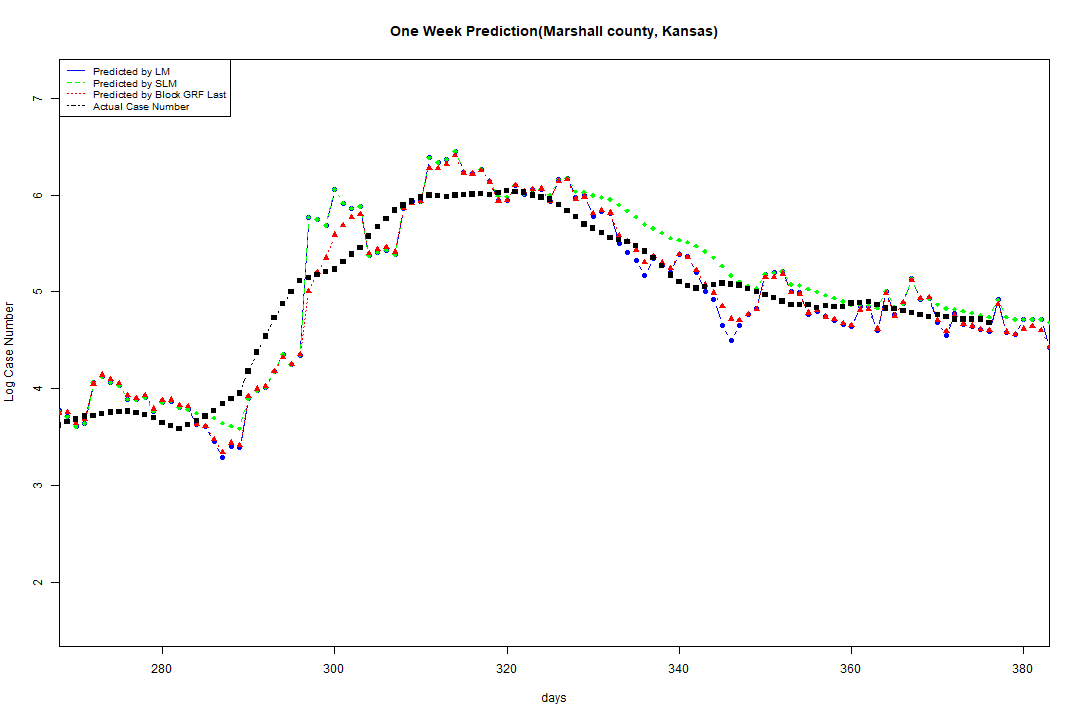 One Week Prediction(Marshall county, Kansas)
Predicted by LM
Predicted by SLM
Predicted by Block GRF Last
Actual Case Number
7
6
5
4
3
2
Log Case Number
280 300 320 340 360 380
days